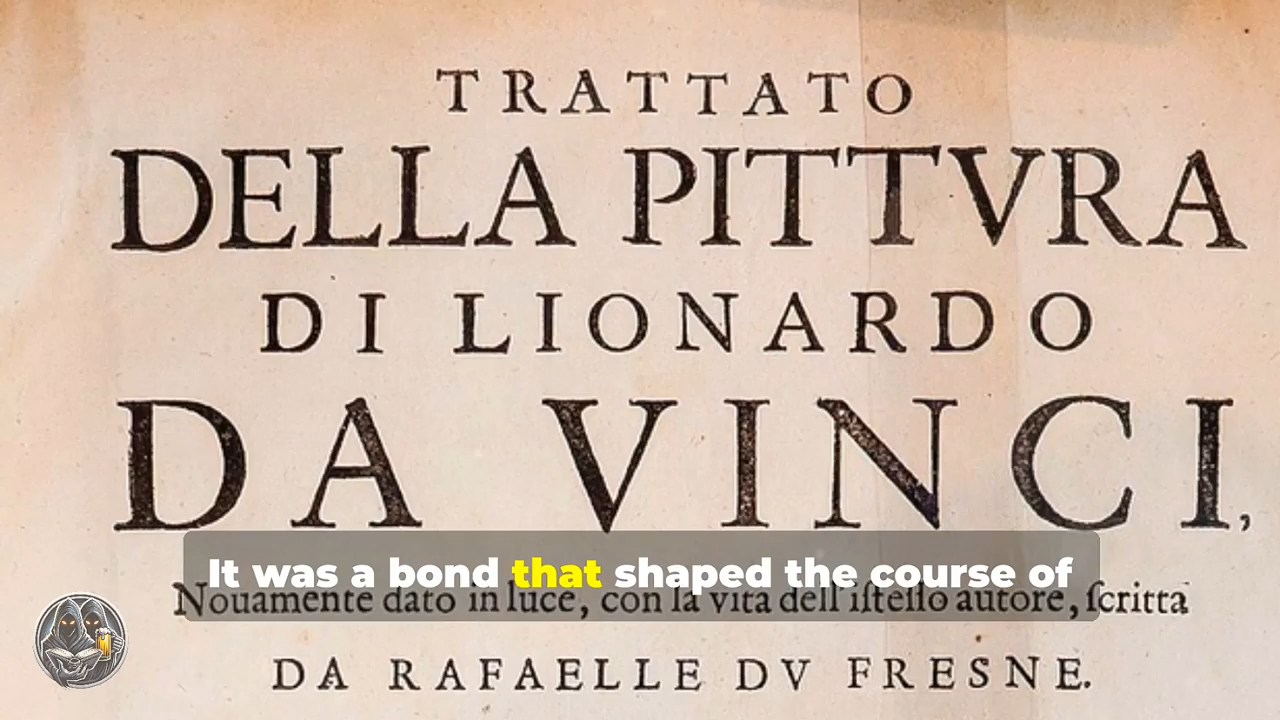 TRATTATO
DELLA PITTVRA
DI LIONARDO
DA VINCI,
It was a bond that shaped the course of
Nouamente dato in luce, con la vita dell'iſteſſo autore, ſcritta
DA RAFAELLE DV FRESNE.